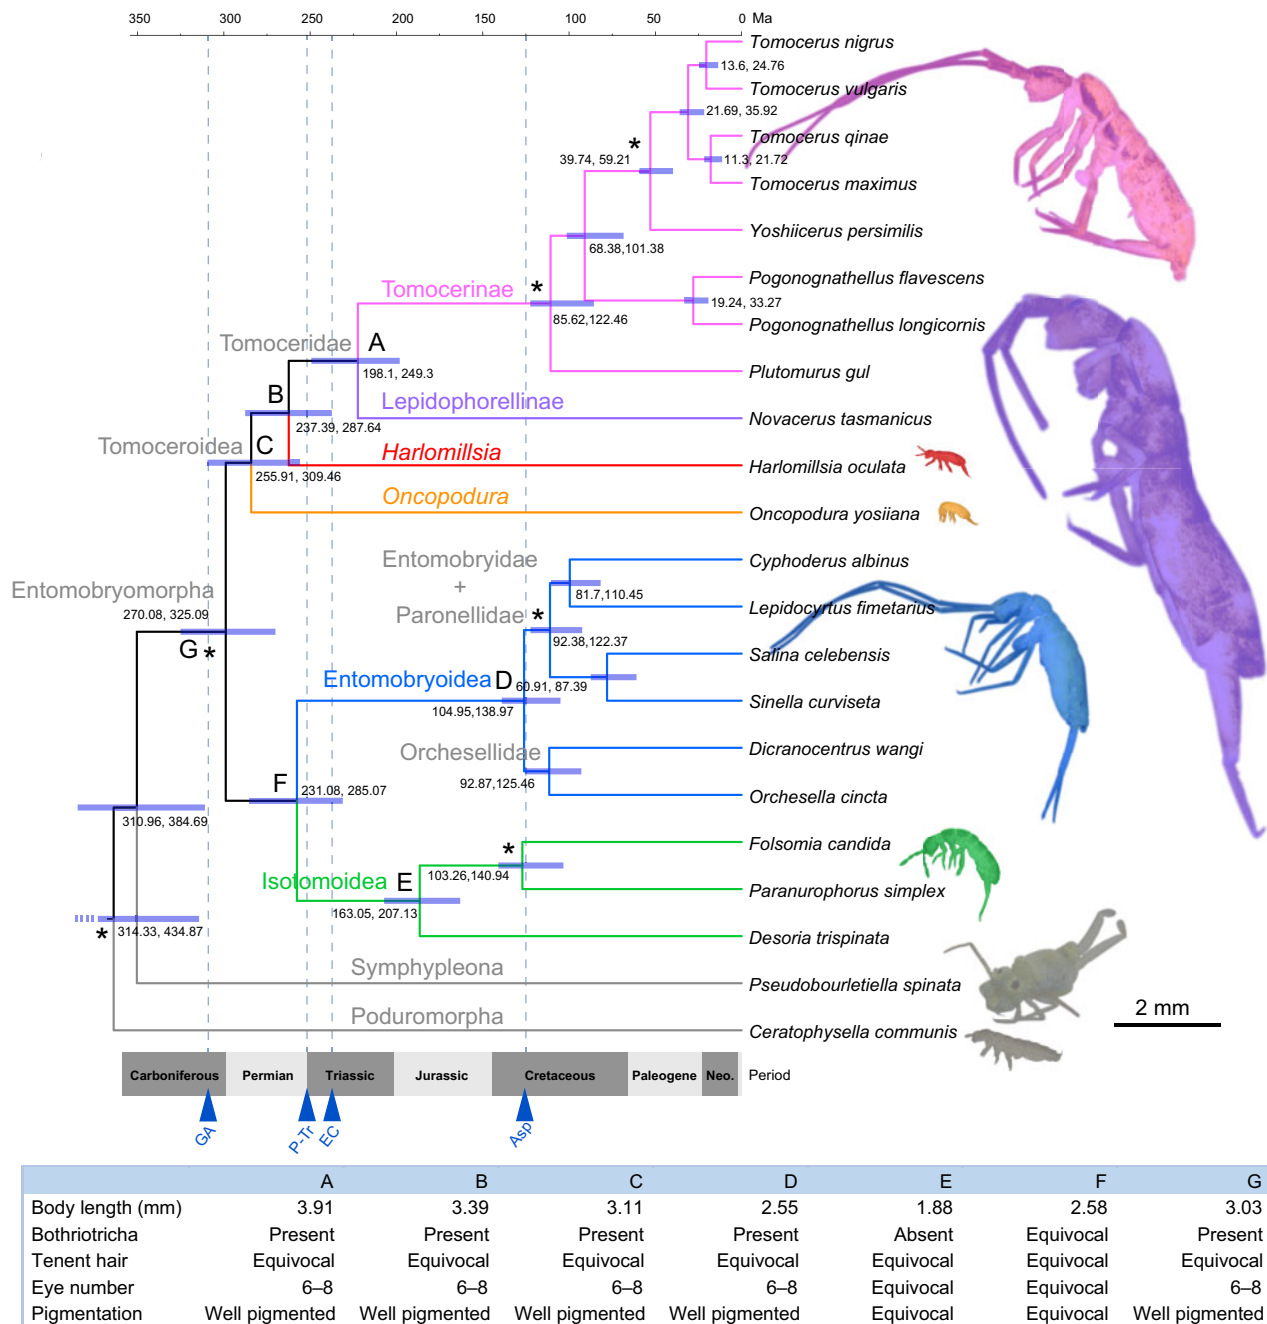 350 300 250 200 150 100 50 0 Ma
Tomocerus nigrus
13.6, 24.76
Tomocerus vulgaris
21.69, 35.92
Tomocerus qinae
*
39.74, 59.21
11.3, 21.72
Tomocerus maximus
Yoshiicerus persimilis
68.38,101.38
Pogonognathellus flavescens
Tomocerinae *
19.24, 33.27
85.62,122.46
Pogonognathellus longicornis
Tomoceridae A
198.1, 249.3
Plutomurus gul
B
Lepidophorellinae
237.39, 287.64
Novacerus tasmanicus
Tomoceroidea C
Harlomillsia
255.91, 309.46
Harlomillsia oculata
Oncopodura
Oncopodura yosiiana
Entomobryidae
+
Paronellidae *
Cyphoderus albinus
81.7,110.45
Entomobryomorpha
270.08, 325.09
Lepidocyrtus fimetarius
92.38,122.37
G *
Salina celebensis
Entomobryoidea D
60.91, 87.39
Sinella curviseta
104.95,138.97
Orchesellidae
Dicranocentrus wangi
92.87,125.46
F
231.08, 285.07
Orchesella cincta
310.96, 384.69
*
Folsomia candida
103.26,140.94
Isotomoidea E
Paranurophorus simplex
163.05, 207.13
*
314.33, 434.87
Desoria trispinata
Symphypleona
Pseudobourletiella spinata
2 mm
Poduromorpha
Ceratophysella communis
Carboniferous Permian Triassic Jurassic Cretaceous Paleogene Neo. Period
GA P-Tr EC Asp
A B C D E F G
Body length (mm) 3.91 3.39 3.11 2.55 1.88 2.58 3.03
Bothriotricha Present Present Present Present Absent Equivocal Present
Tenent hair Equivocal Equivocal Equivocal Equivocal Equivocal Equivocal Equivocal
Eye number 6–8 6–8 6–8 6–8 Equivocal Equivocal 6–8
Pigmentation Well pigmented Well pigmented Well pigmented Well pigmented Equivocal Equivocal Well pigmented